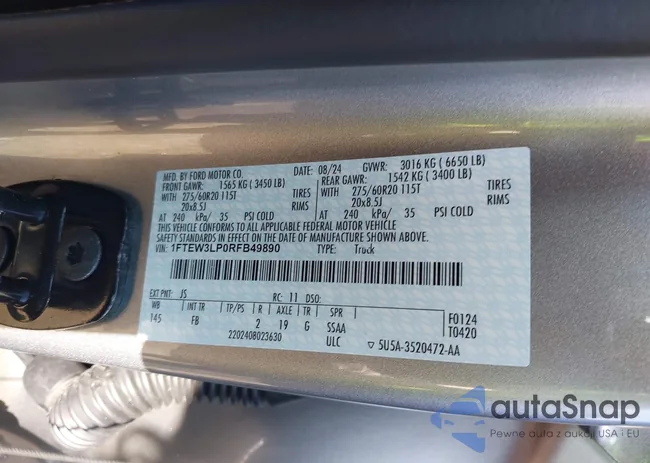 MFD. BY FORD MOTOR CO. DATE: 08/24 GVWR: 3016 KG ( 6650 LB)
FRONT GAWR: 1565 KG ( 3450 LB) REAR GAWR: 1542 KG ( 3400 LB)
WITH 275/60R20 115T TIRES WITH 275/60R20 115T TIRES
20x8.5J RIMS 20x8.5J RIMS
AT 240 kPa/ 35 PSI COLD AT 240 kPa/ 35 PSI COLD
THIS VEHICLE CONFORMS TO ALL APPLICABLE FEDERAL MOTOR VEHICLE SAFETY AND THEFT PREVENTION STANDARDS IN EFFECT ON THE DATE OF MANUFACTURE SHOWN ABOVE.
VIN: 1FTEW3LP0RFB49890 TYPE: Truck
EXT PNT: JS RC: 11 DSO:
WB INT TR TP/PS R AXLE TR SPR F0124
145 FB 2 19 G SSAA T0420
2202408023630 ULC 5U5A-3520472-AA
autoSnap
Pewne auta z aukcji USA i EU